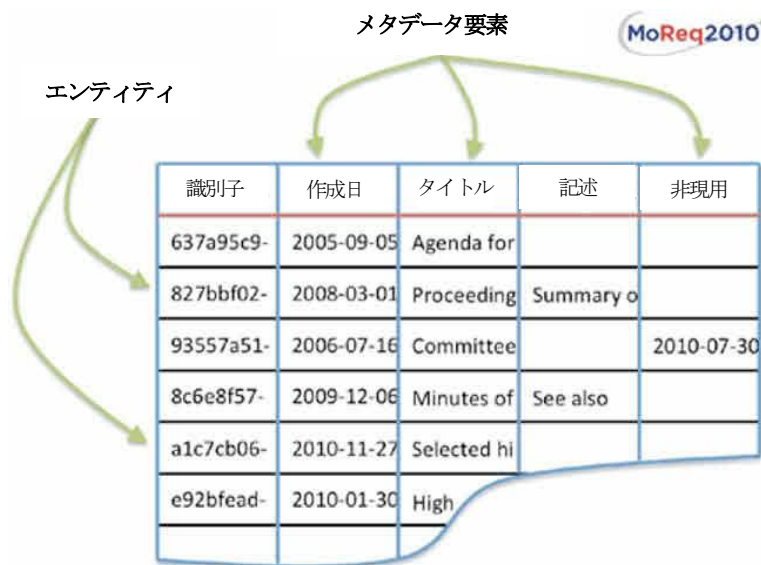 メタデータ要素
MoReq2010
エンティティ
識別子 作成日 タイトル 記述 非現用
637a95c9- 2005-09-05 Agenda for
827bbf02- 2008-03-01 Proceeding Summary o
93557a51- 2006-07-16 Committee 2010-07-30
8c6e8f57- 2009-12-06 Minutes of See also
a1c7cb06- 2010-11-27 Selected hi
e92bfead- 2010-01-30 High